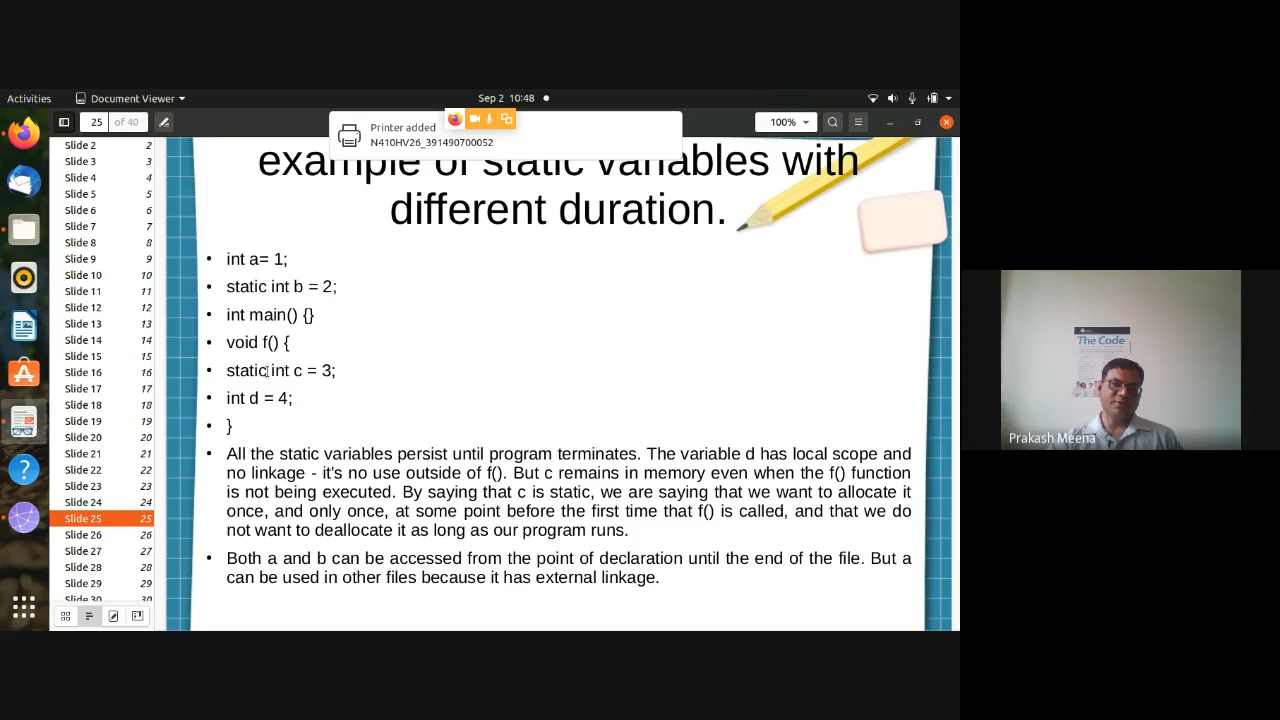 Activities
Document Viewer
Sep 2 10:48
25
of 40
100%
Printer added
N410HV26_391490700052
Slide 2 2
Slide 3 3
Slide 4 4
Slide 5 5
Slide 6 6
Slide 7 7
Slide 8 8
Slide 9 9
Slide 10 10
Slide 11 11
Slide 12 12
Slide 13 13
Slide 14 14
Slide 15 15
Slide 16 16
Slide 17 17
Slide 18 18
Slide 19 19
Slide 20 20
Slide 21 21
Slide 22 22
Slide 23 23
Slide 24 24
Slide 25 25
Slide 26 26
Slide 27 27
Slide 28 28
Slide 29 29
Slide 30 30
example of static variables with
different duration.
• int a= 1;
• static int b = 2;
• int main() {}
• void f() {
• static int c = 3;
• int d = 4;
• }
• All the static variables persist until program terminates. The variable d has local scope and
no linkage - it's no use outside of f(). But c remains in memory even when the f() function
is not being executed. By saying that c is static, we are saying that we want to allocate it
once, and only once, at some point before the first time that f() is called, and that we do
not want to deallocate it as long as our program runs.
• Both a and b can be accessed from the point of declaration until the end of the file. But a
can be used in other files because it has external linkage.
The Code
Prakash Meena